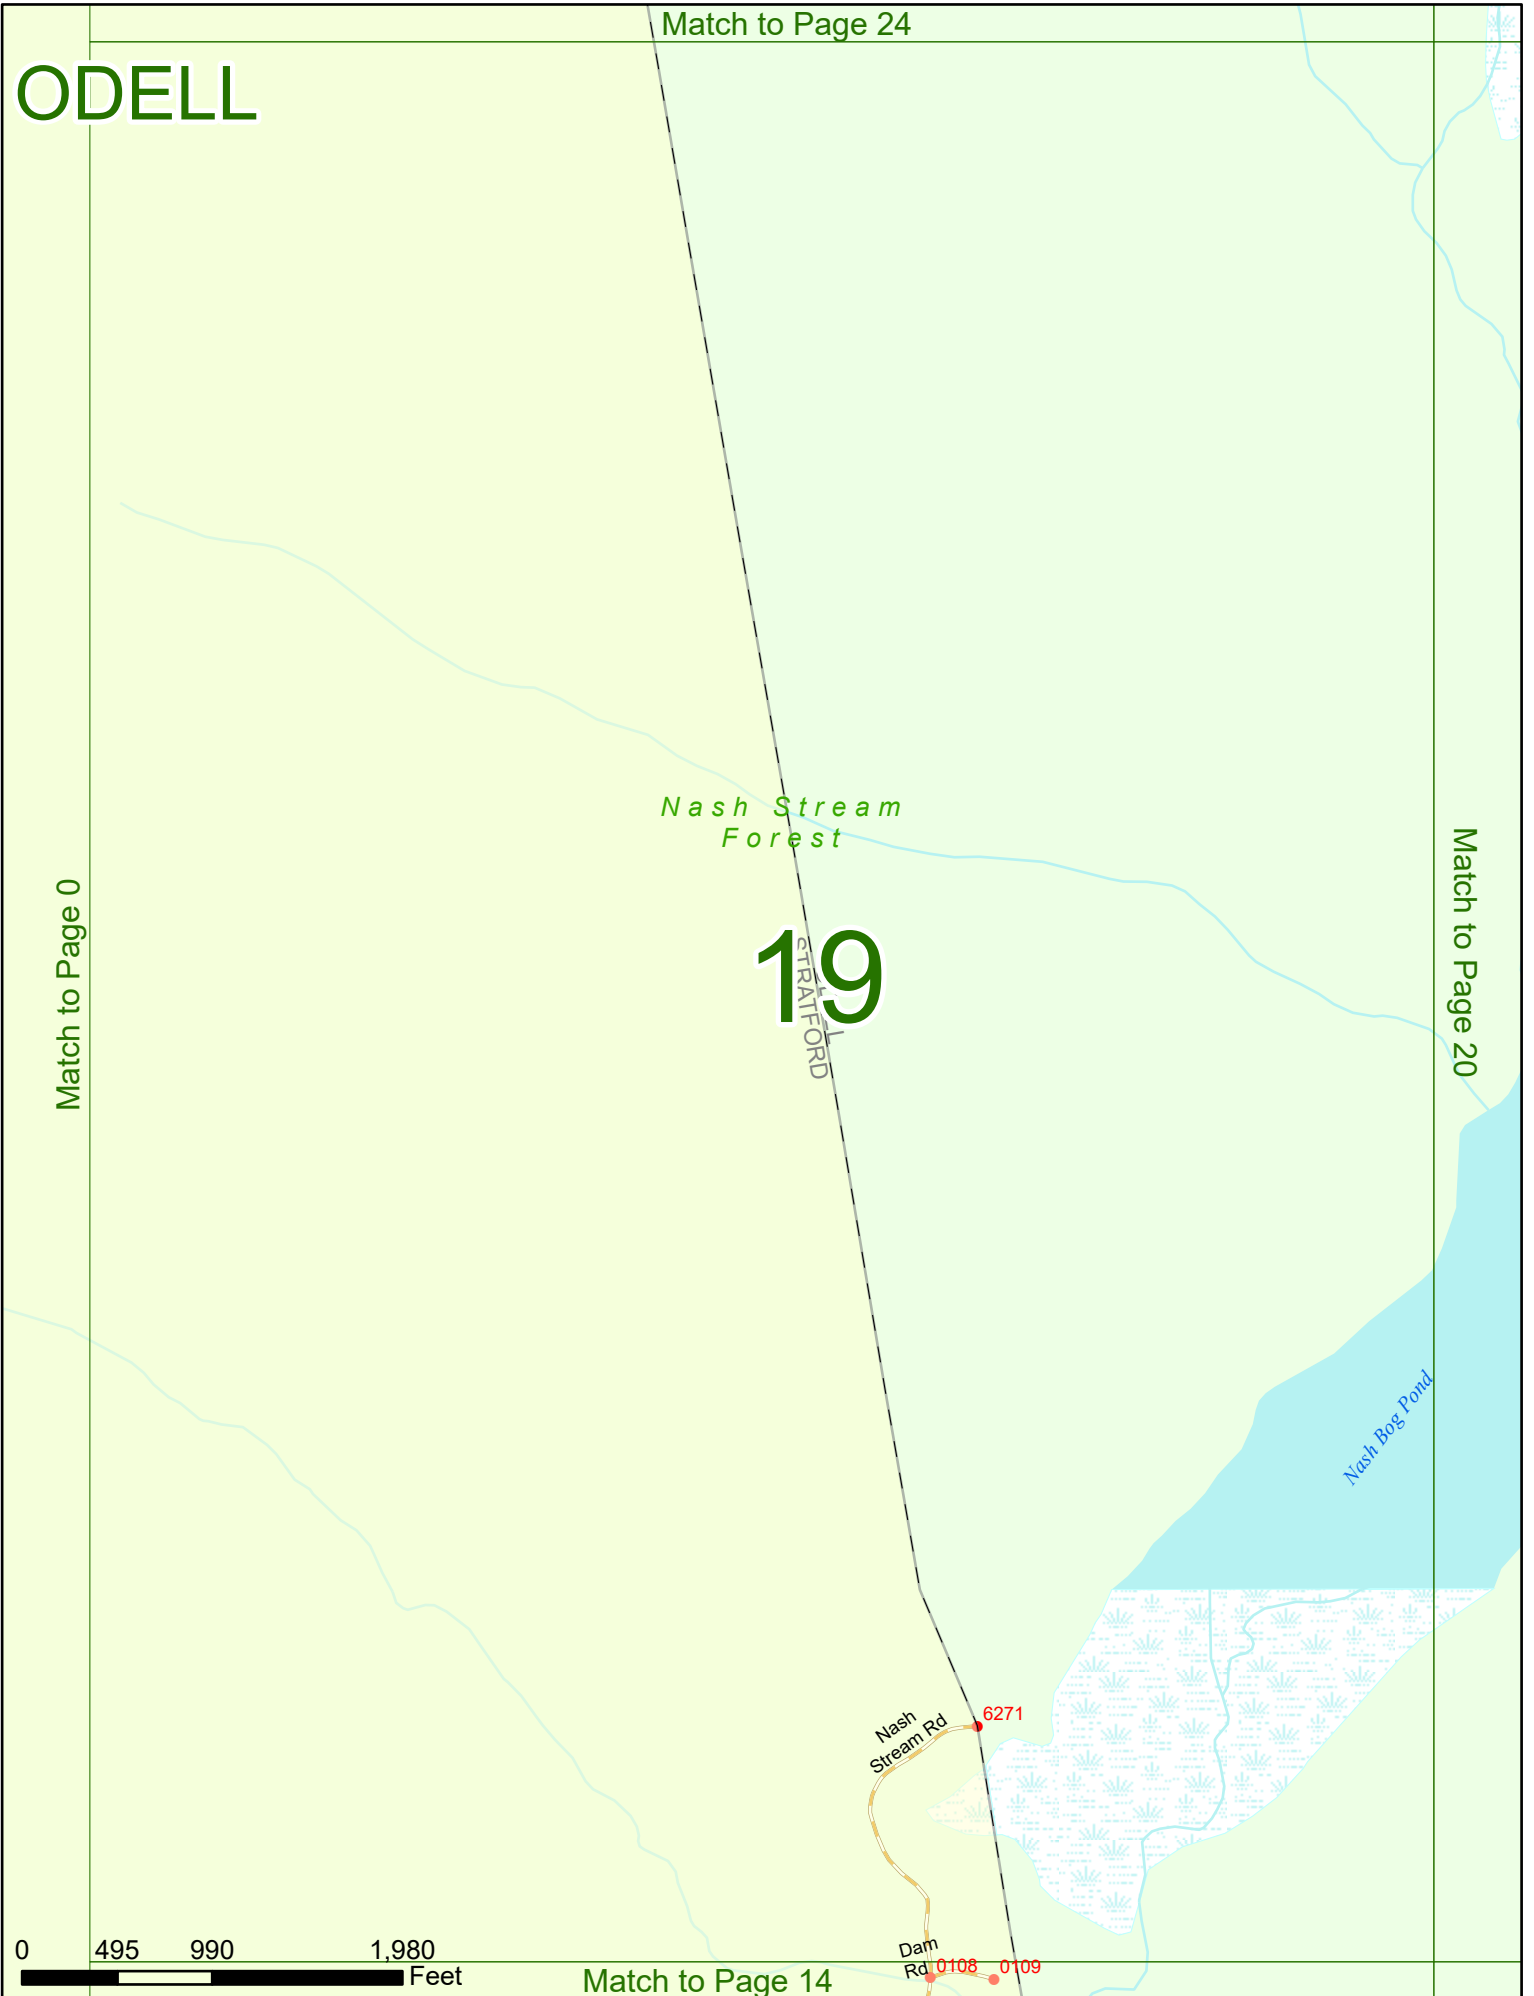 Match to Page 24
ODELL
Nash Stream
Forest
Match to Page 0
19
STRATFORD
Match to Page 20
Nash Bog Pond
6271
Nash
Stream Rd
Dam
Rd
0108
0109
0 495 990 1,980
Feet
Match to Page 14